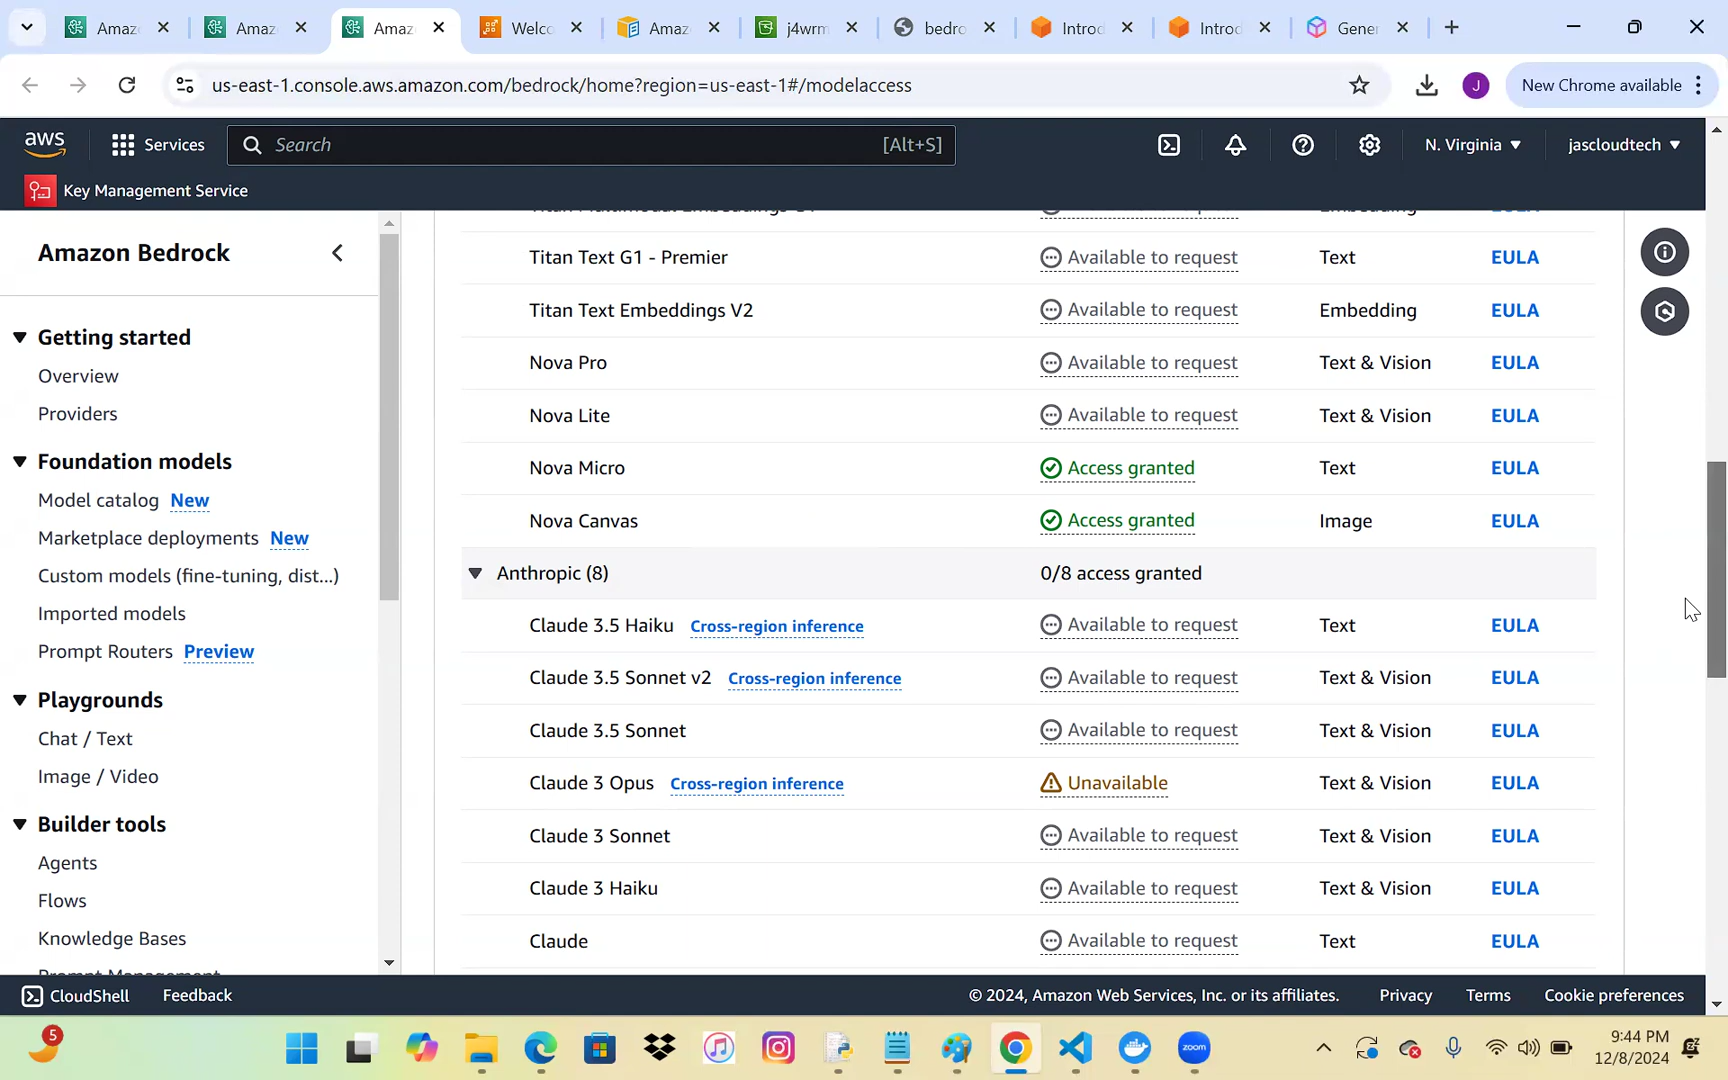 Amaz
Amaz
Amaz
Welco
Amaz
j4wrm
bedro
Introd
Introd
Gener
us-east-1.console.aws.amazon.com/bedrock/home?region=us-east-1#/modelaccess
J
New Chrome available
aws
Services
Search
[Alt+S]
N. Virginia
jascloudtech
Key Management Service
Amazon Bedrock
Getting started
Overview
Providers
Foundation models
Model catalog New
Marketplace deployments New
Custom models (fine-tuning, dist...)
Imported models
Prompt Routers Preview
Playgrounds
Chat / Text
Image / Video
Builder tools
Agents
Flows
Knowledge Bases
Titan Text G1 - Premier Available to request Text EULA
Titan Text Embeddings V2 Available to request Embedding EULA
Nova Pro Available to request Text & Vision EULA
Nova Lite Available to request Text & Vision EULA
Nova Micro Access granted Text EULA
Nova Canvas Access granted Image EULA
Anthropic (8) 0/8 access granted
Claude 3.5 Haiku Cross-region inference Available to request Text EULA
Claude 3.5 Sonnet v2 Cross-region inference Available to request Text & Vision EULA
Claude 3.5 Sonnet Available to request Text & Vision EULA
Claude 3 Opus Cross-region inference Unavailable Text & Vision EULA
Claude 3 Sonnet Available to request Text & Vision EULA
Claude 3 Haiku Available to request Text & Vision EULA
Claude Available to request Text EULA
CloudShell
Feedback
© 2024, Amazon Web Services, Inc. or its affiliates.
Privacy
Terms
Cookie preferences
5
zoom
9:44 PM
12/8/2024